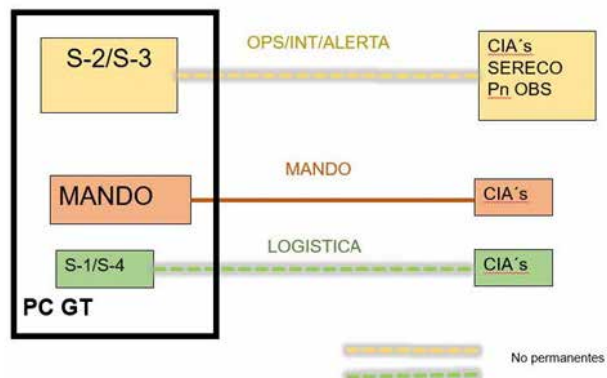 S-2/S-3
OPS/INT/ALERTA
CIA´s
SERECO
Pn OBS
MANDO
MANDO
CIA´s
S-1/S-4
LOGISTICA
CIA´s
PC GT
No permanentes